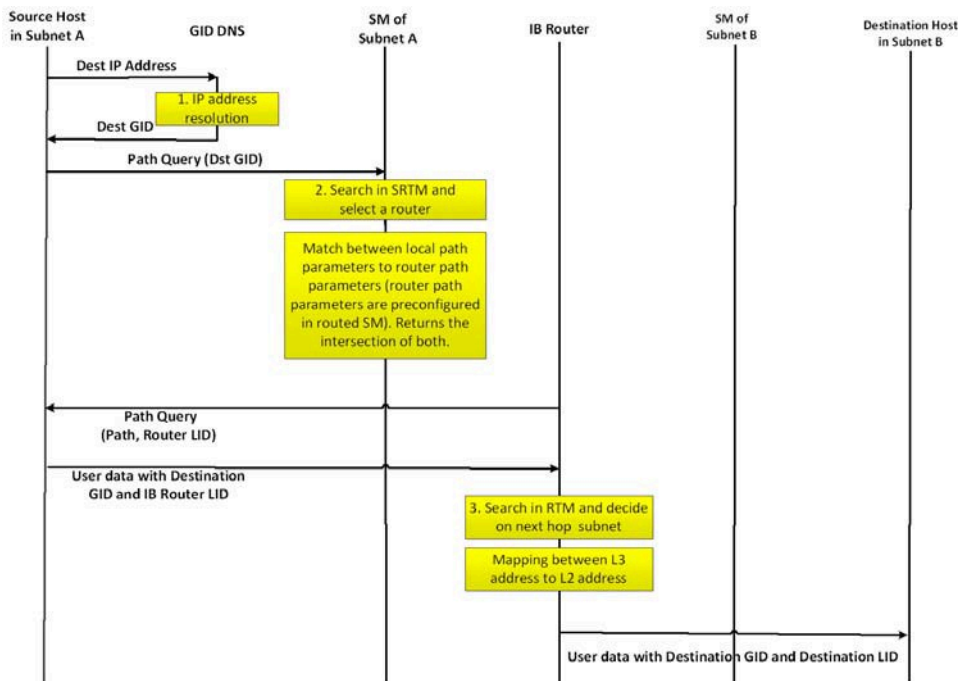 Source Host
in Subnet A
GID DNS
SM of
Subnet A
IB Router
SM of
Subnet B
Destination Host
in Subnet B
Dest IP Address
1. IP address
resolution
Dest GID
Path Query (Dst GID)
2. Search in SRTM and
select a router
Match between local path
parameters to router path
parameters (router path
parameters are preconfigured
in routed SM). Returns the
intersection of both.
Path Query
(Path, Router LID)
User data with Destination
GID and IB Router LID
3. Search in RTM and decide
on next hop subnet
Mapping between L3
address to L2 address
User data with Destination GID and Destination LID